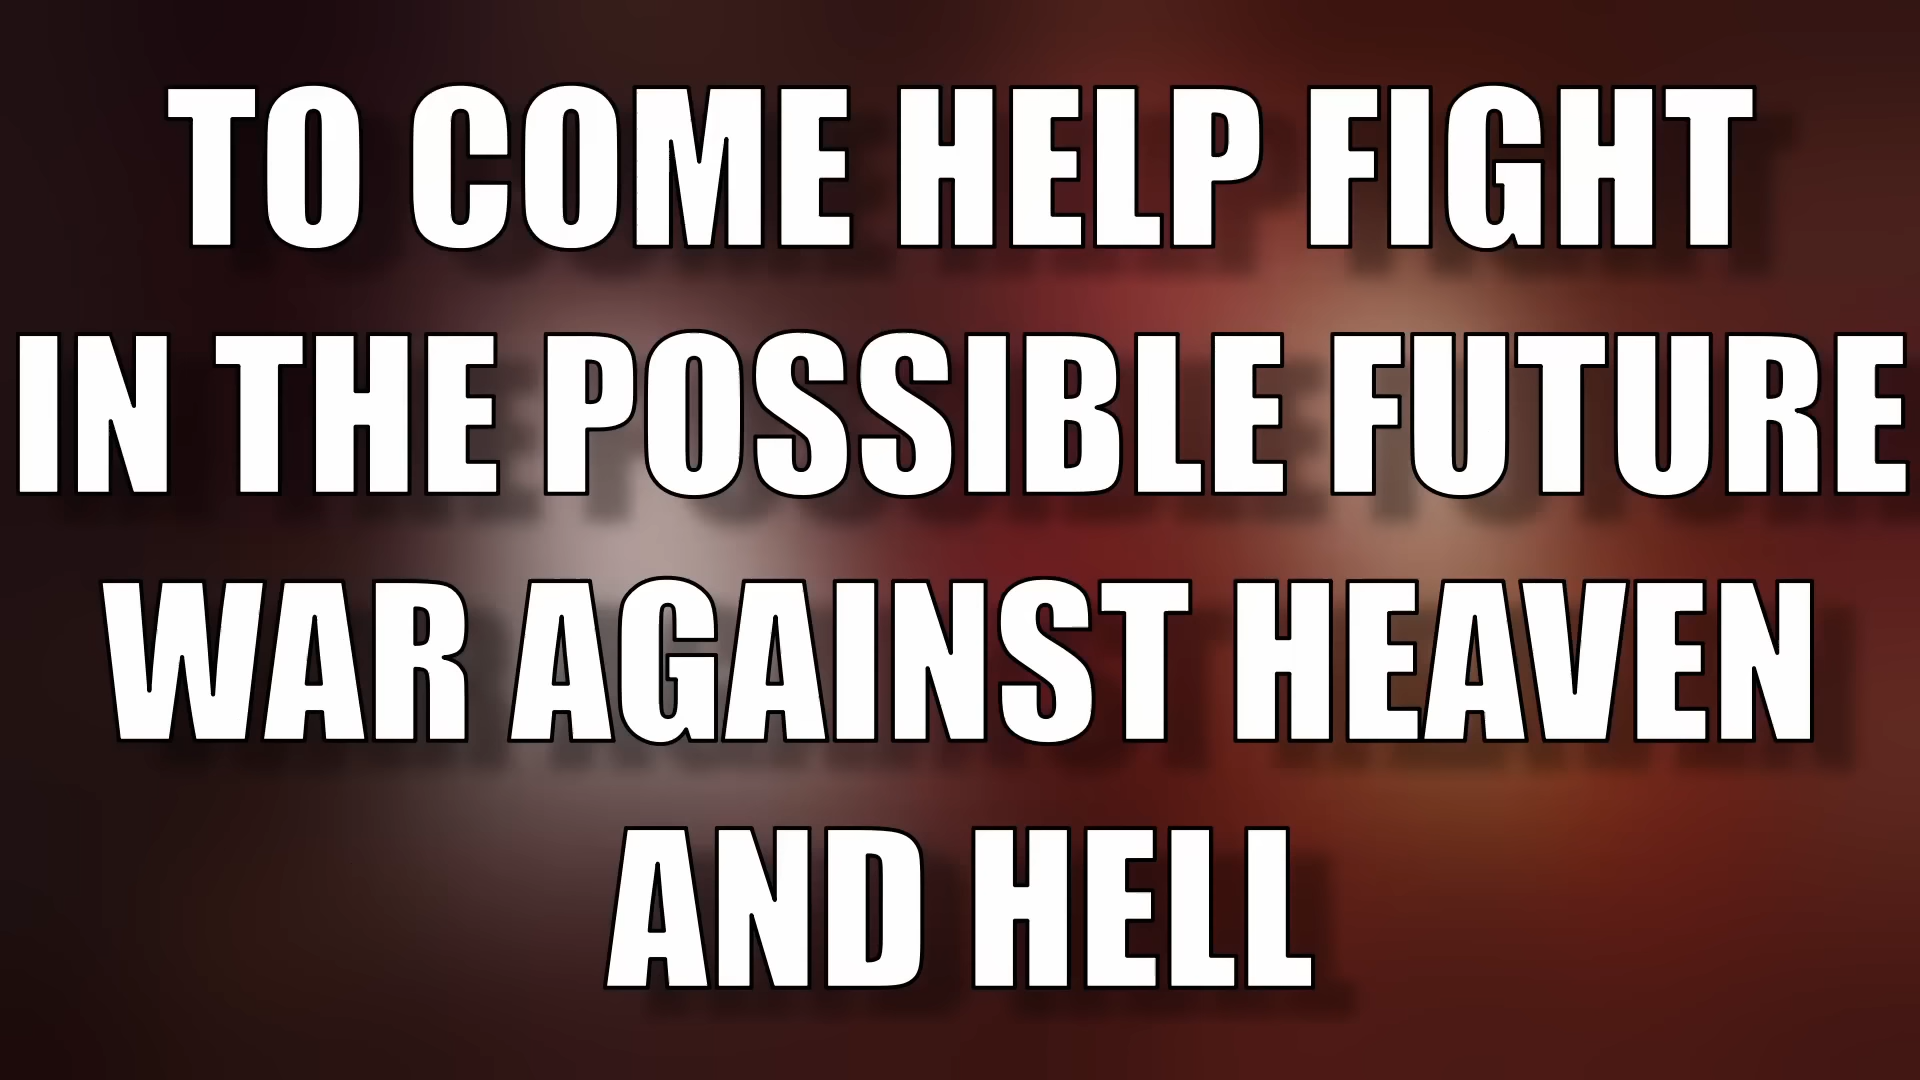 TO COME HELP FIGHT
IN THE POSSIBLE FUTURE
WAR AGAINST HEAVEN
AND HELL